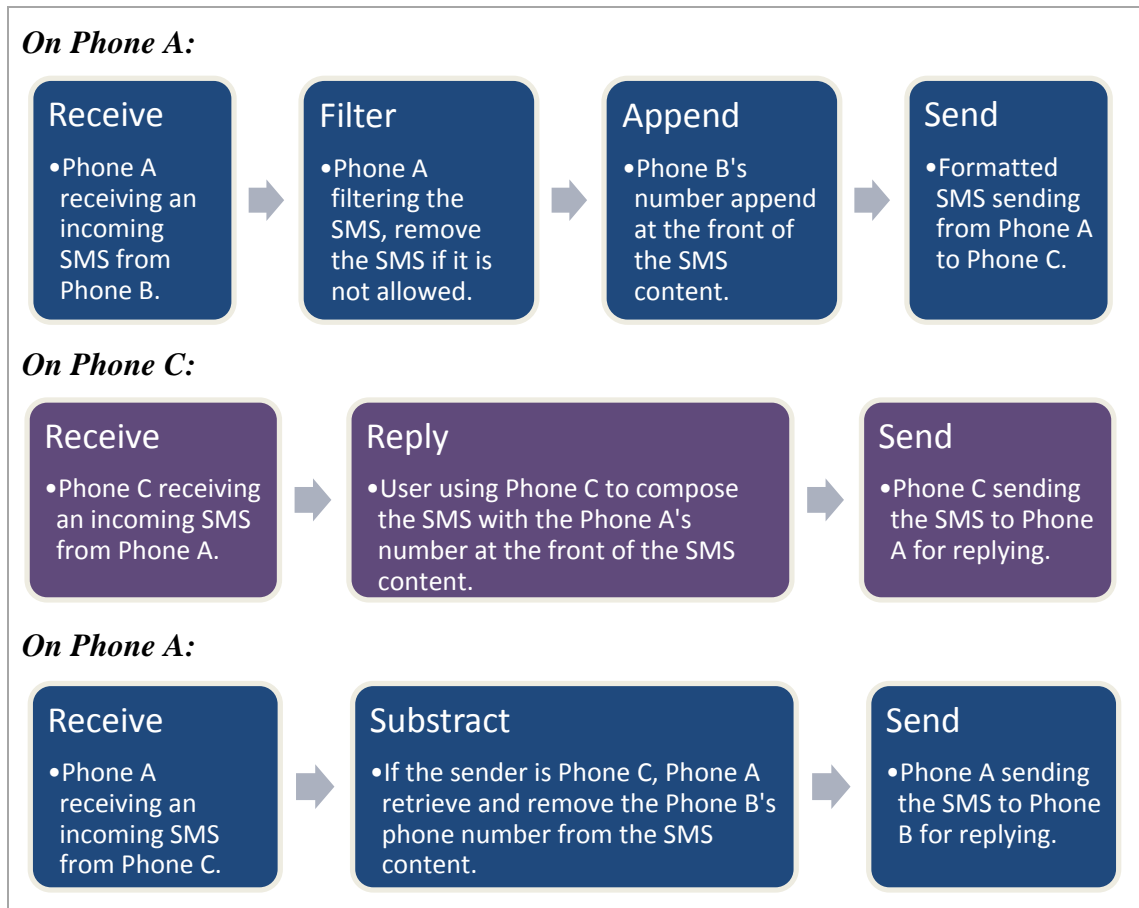 On Phone A:
Receive
•Phone A
receiving an
incoming
SMS from
Phone B.
Filter
•Phone A
filtering the
SMS, remove
the SMS if it is
not allowed.
Append
•Phone B's
number append
at the front of
the SMS
content.
Send
•Formatted
SMS sending
from Phone A
to Phone C.
On Phone C:
Receive
•Phone C receiving
an incoming SMS
from Phone A.
Reply
•User using Phone C to compose
the SMS with the Phone A's
number at the front of the SMS
content.
Send
•Phone C sending
the SMS to Phone
A for replying.
On Phone A:
Receive
•Phone A
receiving an
incoming SMS
from Phone C.
Substract
•If the sender is Phone C, Phone A
retrieve and remove the Phone B's
phone number from the SMS
content.
Send
•Phone A sending
the SMS to Phone
B for replying.